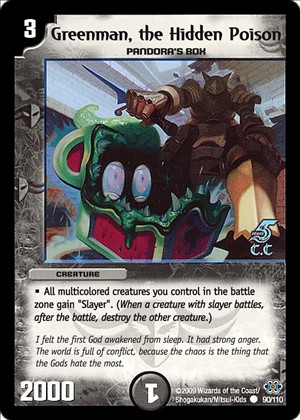 3
Greenman, the Hidden Poison
PANDORA'S BOX
C.C
CREATURE
▪ All multicolored creatures you control in the battle
zone gain "Slayer". (When a creature with slayer battles,
after the battle, destroy the other creature.)
I felt the first God awakened from sleep. It had strong anger.
The world is full of conflict, because the chaos is the thing that
the Gods hate the most.
2000
1
©2009 Wizards of the Coast/
Shogakukan/Mitsui-Kids
90/110